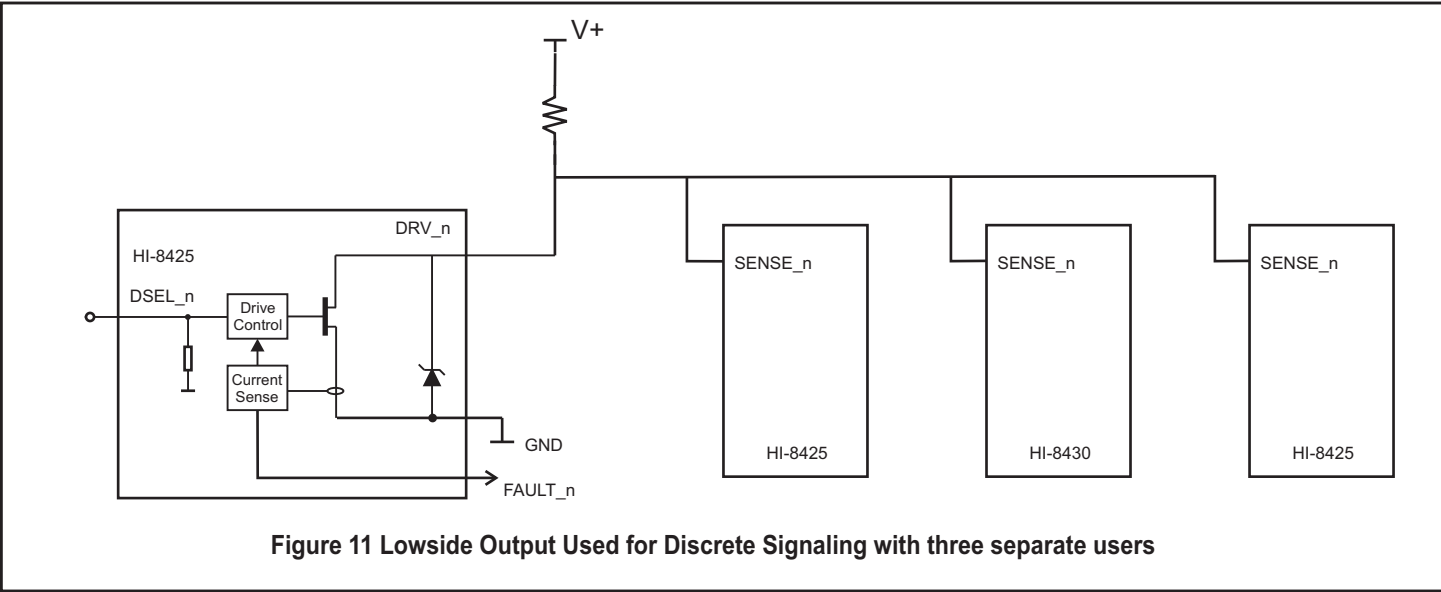 V+
DRV_n
HI-8425
DSEL_n
Drive
Control
Current
Sense
GND
FAULT_n
SENSE_n
HI-8425
SENSE_n
HI-8430
SENSE_n
HI-8425
Figure 11 Lowside Output Used for Discrete Signaling with three separate users